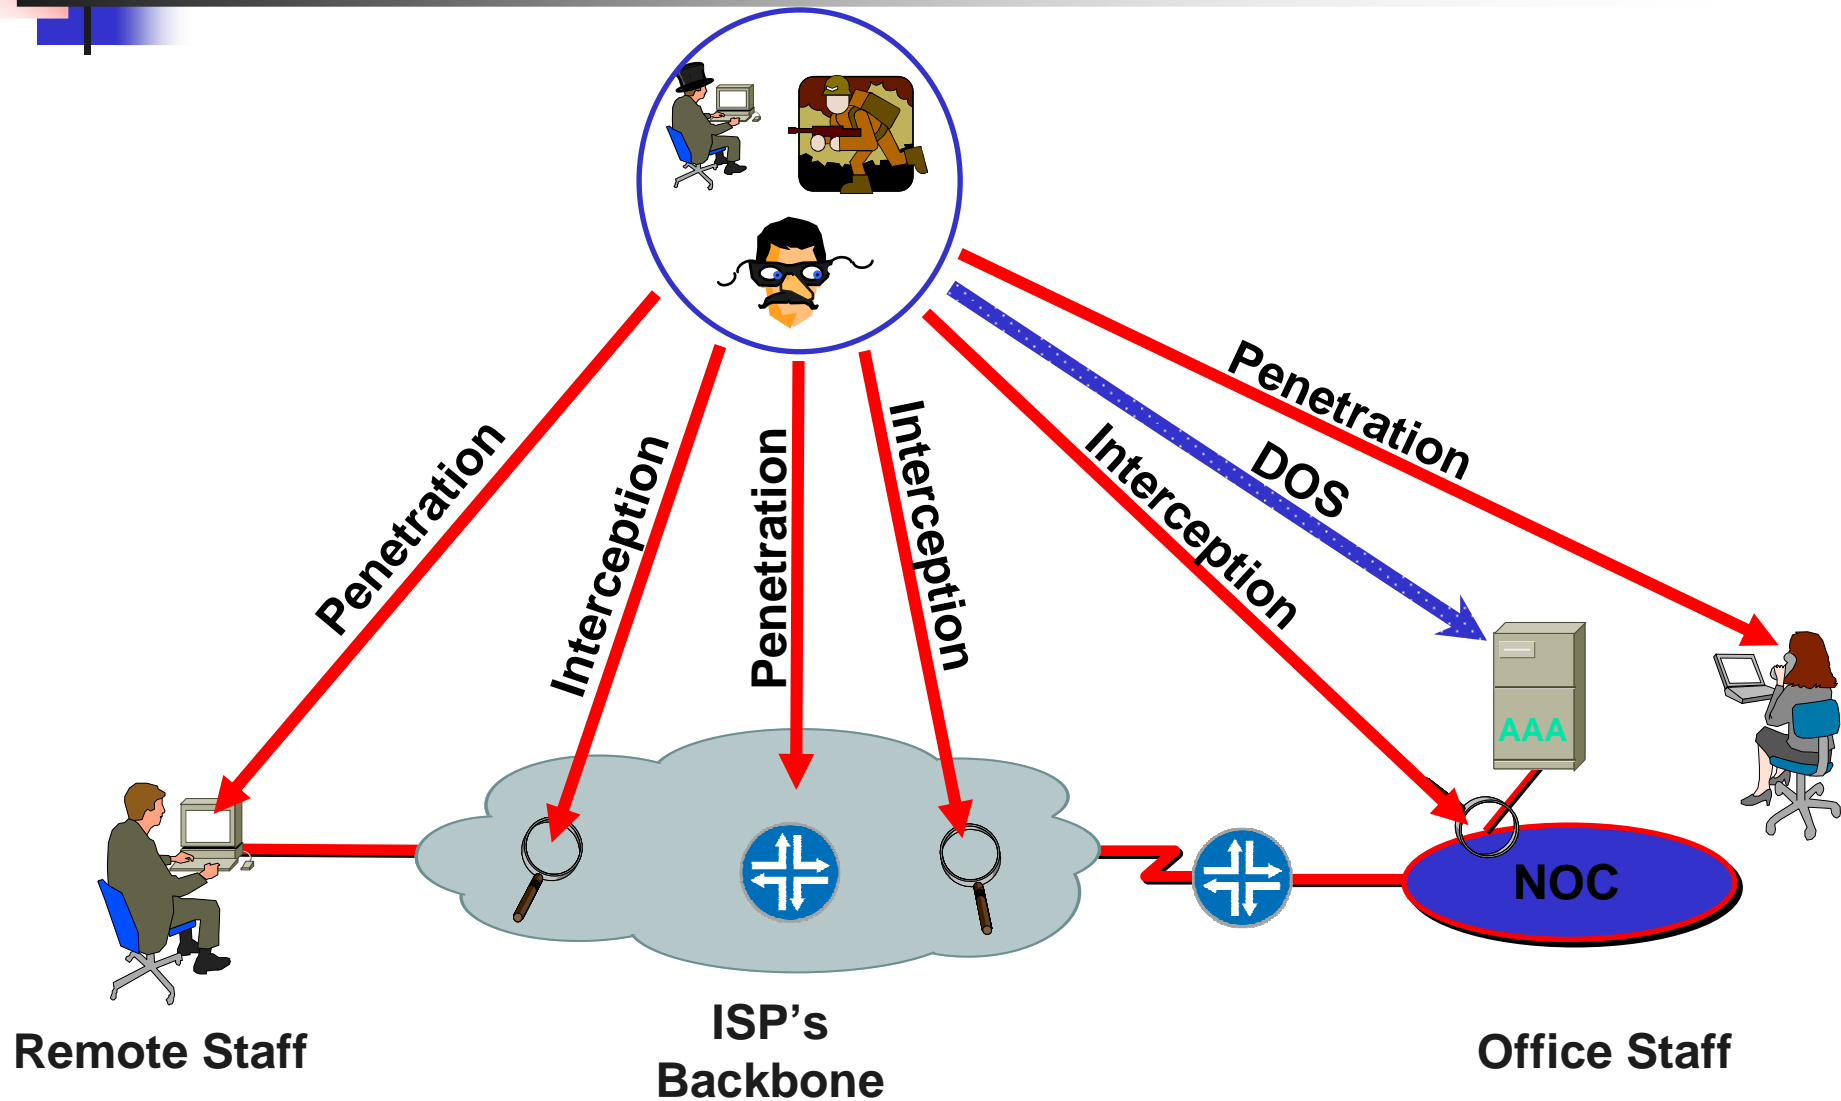 Penetration
Interception
Penetration
Interception
Interception
DOS
Penetration
AAA
NOC
Remote Staff
ISP’s
Backbone
Office Staff